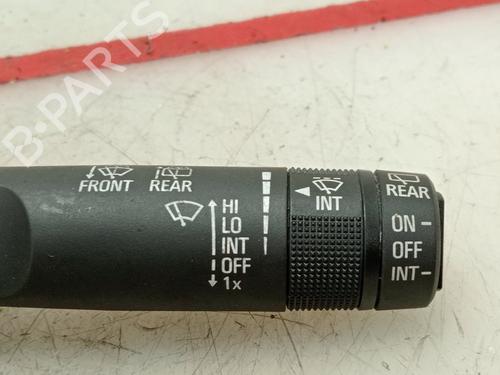 B-PARTS
FRONT REAR
HI
LO
INT
OFF
1x
INT
REAR
ON
OFF
INT